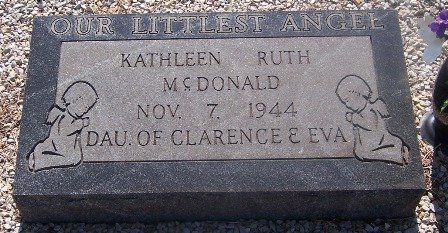 OUR LITTLEST ANGEL
KATHLEEN RUTH
McDONALD
NOV. 7, 1944
DAU. OF CLARENCE & EVA